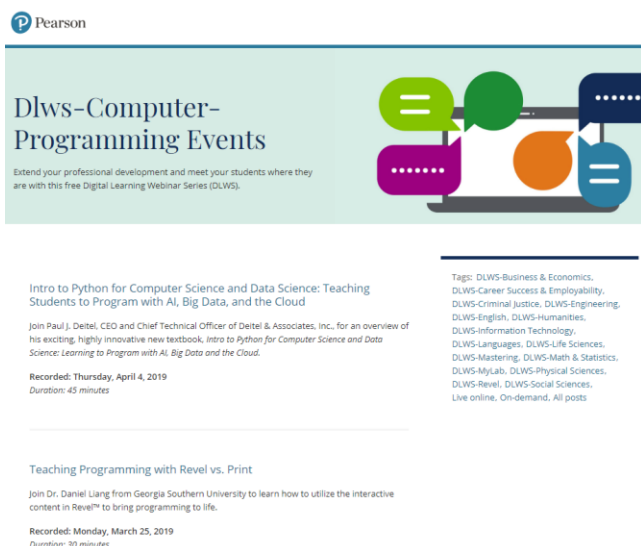 Pearson
Dlws-Computer-
Programming Events
Extend your professional development and meet your students where they
are with this free Digital Learning Webinar Series (DLWS).
Intro to Python for Computer Science and Data Science: Teaching
Students to Program with AI, Big Data, and the Cloud
Join Paul J. Deitel, CEO and Chief Technical Officer of Deitel & Associates, Inc., for an overview of
his exciting, highly innovative new textbook, Intro to Python for Computer Science and Data
Science: Learning to Program with AI, Big Data and the Cloud.
Recorded: Thursday, April 4, 2019
Duration: 45 minutes
Teaching Programming with Revel vs. Print
Join Dr. Daniel Liang from Georgia Southern University to learn how to utilize the interactive
content in Revel™ to bring programming to life.
Recorded: Monday, March 25, 2019
Duration: 30 minutes
Tags: DLWS-Business & Economics,
DLWS-Career Success & Employability,
DLWS-Criminal Justice, DLWS-Engineering,
DLWS-English, DLWS-Humanities,
DLWS-Information Technology,
DLWS-Languages, DLWS-Life Sciences,
DLWS-Mastering, DLWS-Math & Statistics,
DLWS-MyLab, DLWS-Physical Sciences,
DLWS-Revel, DLWS-Social Sciences,
Live online, On-demand, All posts